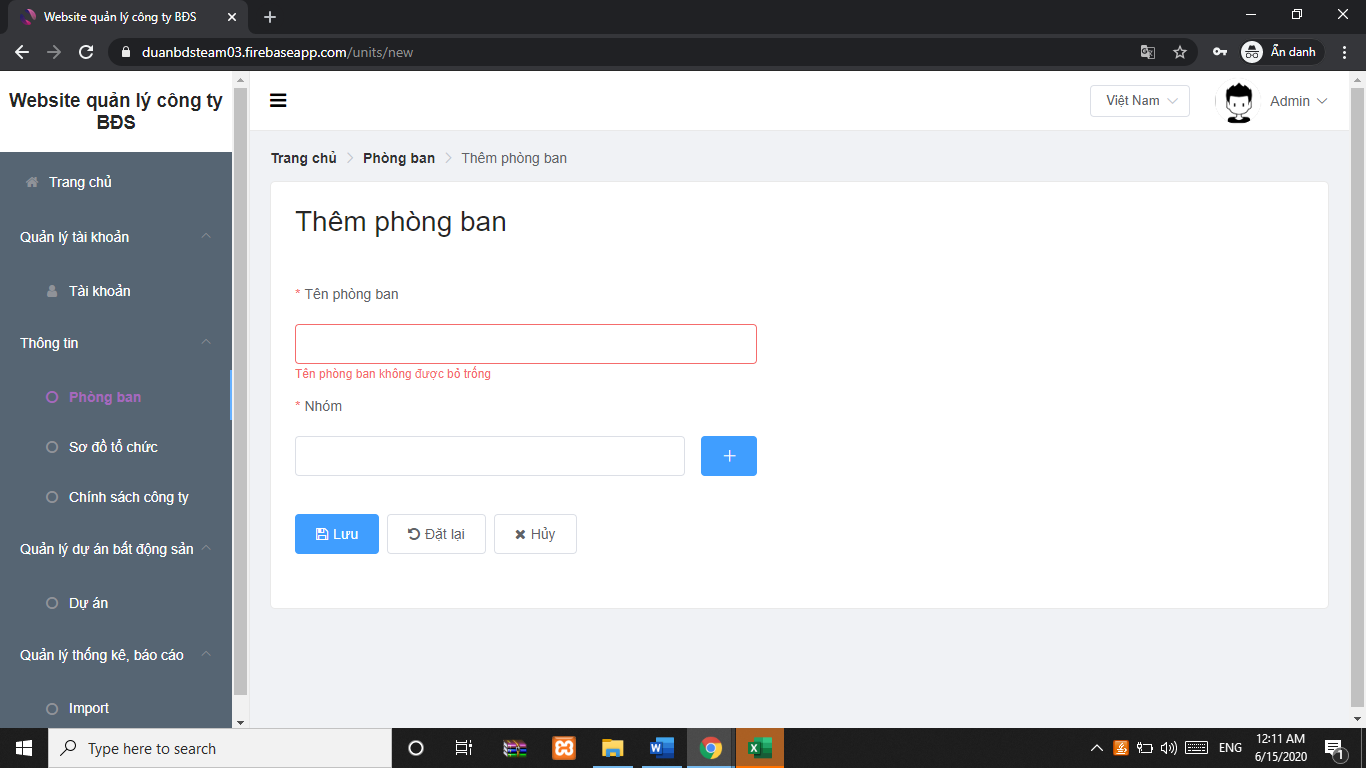 Website quản lý công ty BĐS
duanbdsteam03.firebaseapp.com/units/new
Ẩn danh
Website quản lý công ty
BĐS
Việt Nam
Admin
Trang chủ
Quản lý tài khoản
Tài khoản
Thông tin
Phòng ban
Sơ đồ tổ chức
Chính sách công ty
Quản lý dự án bất động sản
Dự án
Quản lý thống kê, báo cáo
Import
Trang chủ Phòng ban Thêm phòng ban
Thêm phòng ban
* Tên phòng ban
Tên phòng ban không được bỏ trống
* Nhóm
Lưu Đặt lại Hủy
Type here to search
ENG
12:11 AM
6/15/2020
1